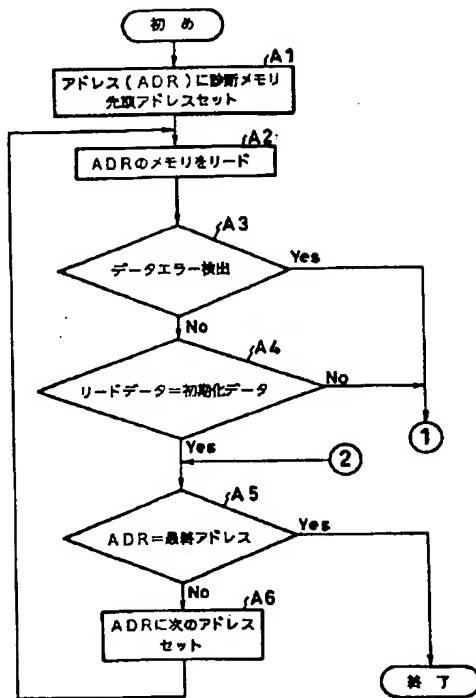 初め
A1
アドレス(ADR)に診断メモリ
先取アドレスセット
A2
ADRのメモリをリード
A3
データエラー検出
Yes
No
A4
リードデータ=初期化データ
No
Yes
①
②
A5
ADR=最終アドレス
Yes
No
A6
ADRに次のアドレス
セット
終了